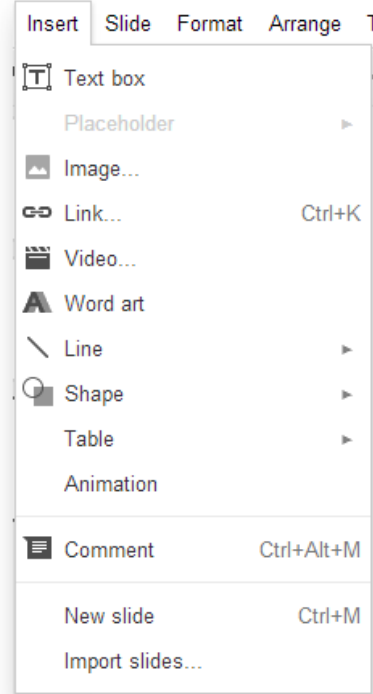 Insert Slide Format Arrange
Text box
Placeholder
Image...
Link... Ctrl+K
Video...
Word art
Line
Shape
Table
Animation
Comment Ctrl+Alt+M
New slide Ctrl+M
Import slides...